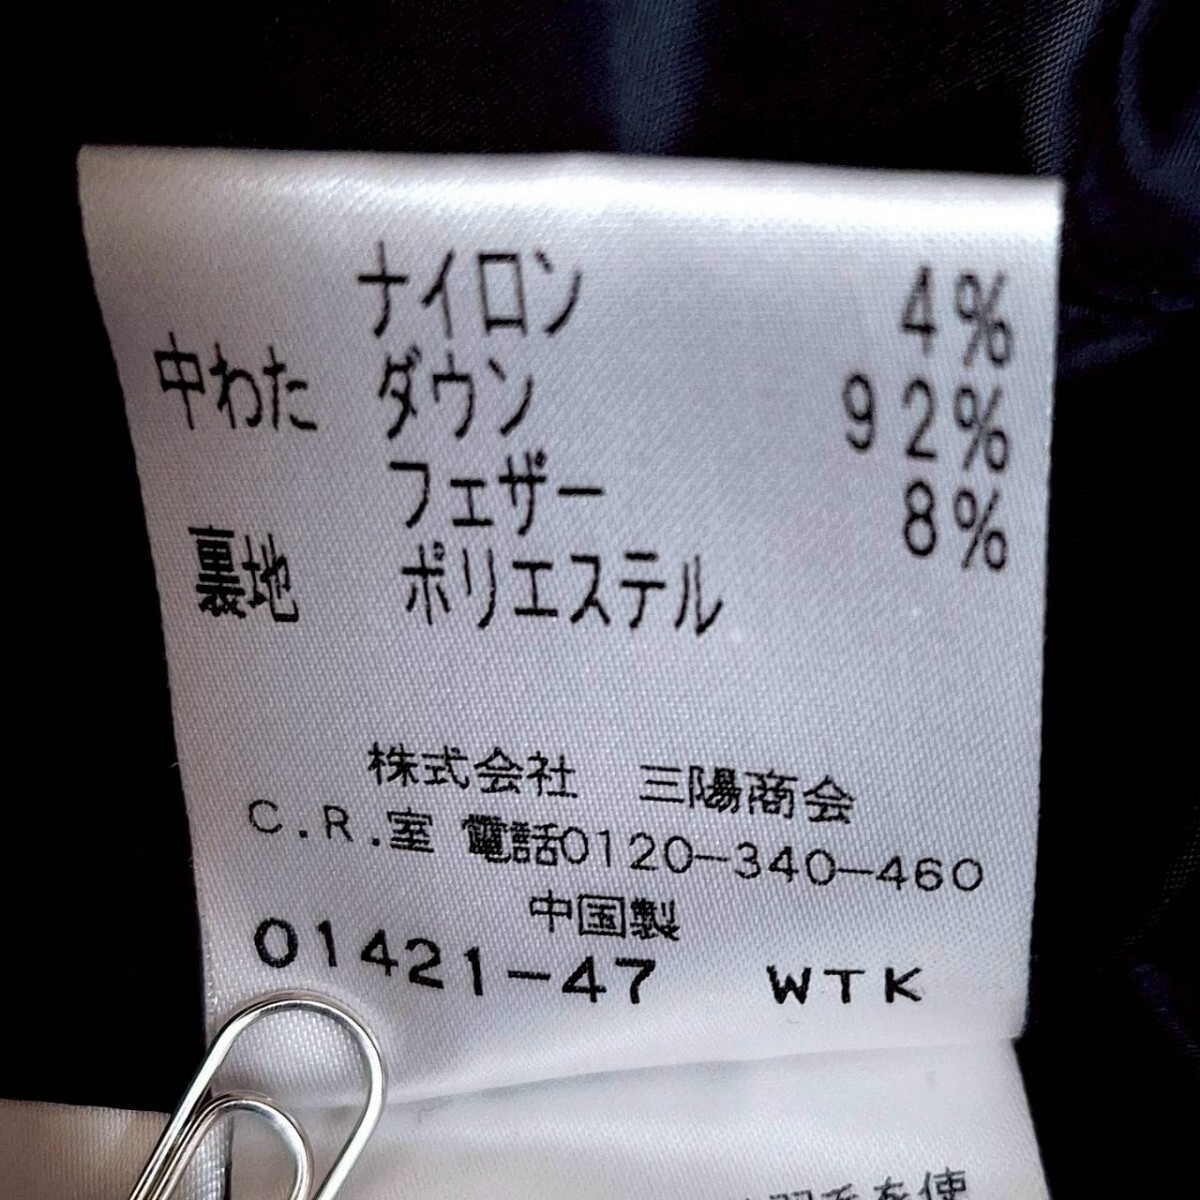 ナイロン 4%
中わた ダウン 92%
フェザー 8%
裏地 ポリエステル
株式会社 三陽商会
C.R.室 電話0120-340-460
中国製
01421-47 WTK
を使